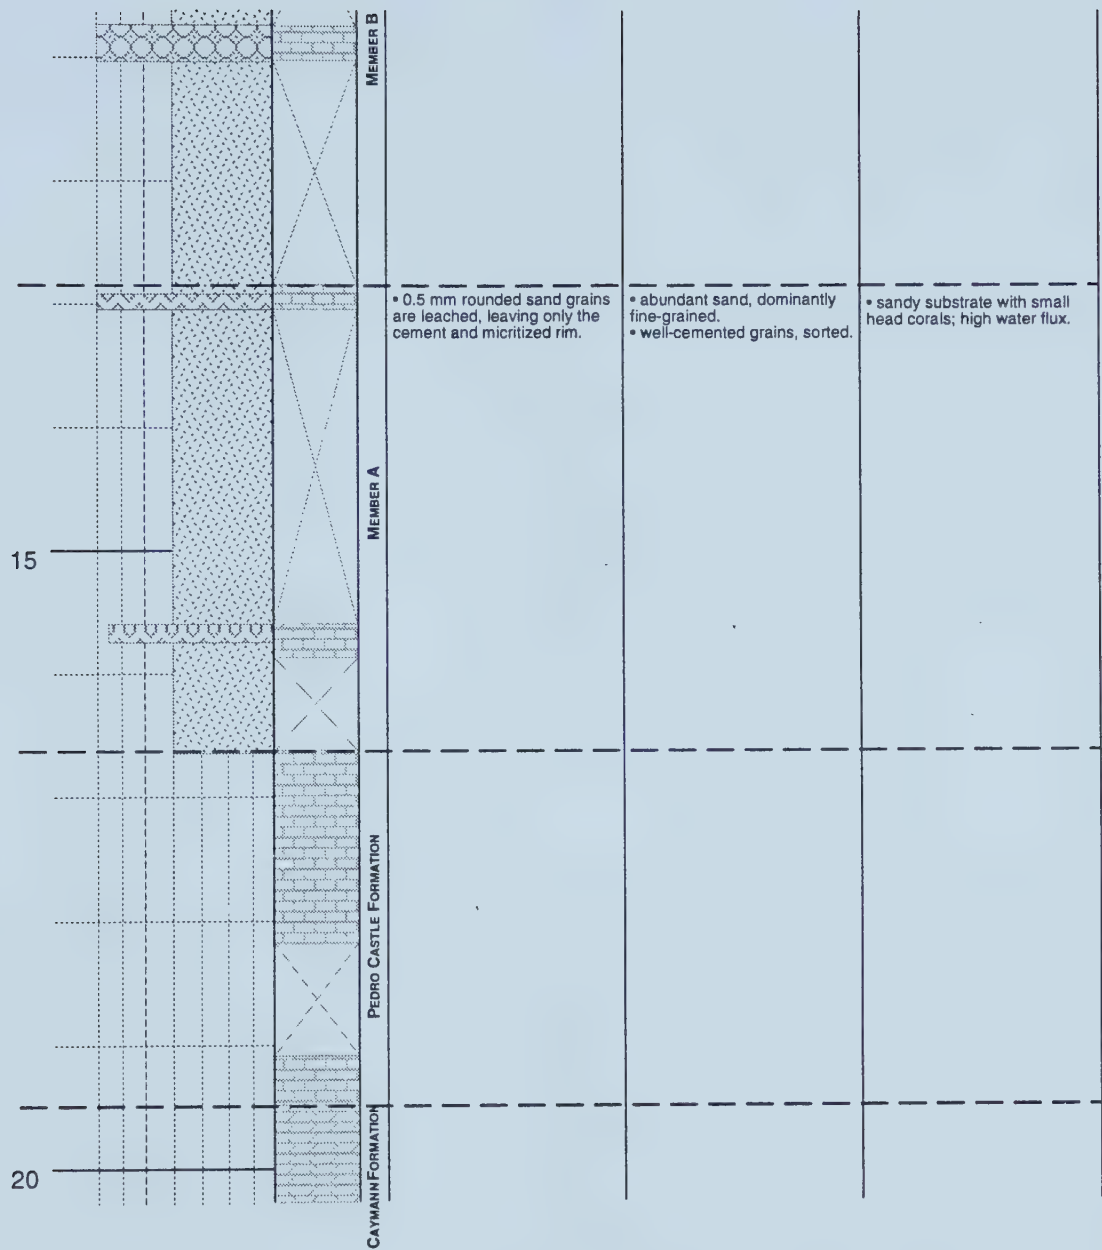 MEMBER B
• 0.5 mm rounded sand grains
are leached, leaving only the
cement and micritized rim.
• abundant sand, dominantly
fine-grained.
• well-cemented grains, sorted.
• sandy substrate with small
head corals; high water flux.
MEMBER A
15
PEDRO CASTLE FORMATION
20
CAYMANN FORMATION